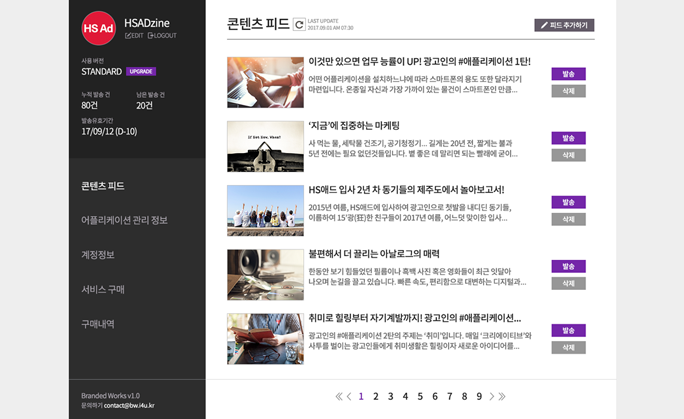 HS Ad
HSADzine
EDIT LOGOUT
사용 버전
STANDARD UPGRADE
누적 발송 건 남은 발송 건
80건 20건
발송유효기간
17/09/12 (D-10)
콘텐츠 피드
어플리케이션 관리 정보
계정정보
서비스 구매
구매내역
Branded Works v1.0
문의하기 contact@bw.i4u.kr
콘텐츠 피드 LAST UPDATE
2017.09.01 AM 07:30
피드 추가하기
이것만 있으면 업무 능률이 UP! 광고인의 #애플리케이션 1탄!
어떤 어플리케이션을 설치하느냐에 따라 스마트폰의 용도 또한 달라지기
마련입니다. 온종일 자신과 가장 가까이 있는 물건이 스마트폰인 만큼...
발송
삭제
‘지금’에 집중하는 마케팅
사 먹는 물, 세탁물 건조기, 공기청정기... 길게는 20년 전, 짧게는 불과
5년 전에는 필요 없던것들입니다. 볕 좋은 데 말리면 되는 빨래에 굳이...
발송
삭제
HS애드 입사 2년 차 동기들의 제주도에서 놀아보고서!
2015년 여름, HS애드에 입사하여 광고인으로 첫발을 내디딘 동기들,
이름하여 15‘광(狂)한 친구들이 2017년 여름, 어느덧 맞이한 입사...
발송
삭제
불편해서 더 끌리는 아날로그의 매력
한동안 보기 힘들었던 필름이나 흑백 사진 혹은 영화들이 최근 잇달아
나오며 눈길을 끌고 있습니다. 빠른 속도, 편리함으로 대변하는 디지털과...
발송
삭제
취미로 힐링부터 자기계발까지! 광고인의 #애플리케이션...
광고인의 #애플리케이션 2탄의 주제는 ‘취미’입니다. 매일 ‘크리에이티브’와
사투를 벌이는 광고인들에게 취미생활은 힐링이자 새로운 아이디어를...
발송
삭제
1 2 3 4 5 6 7 8 9